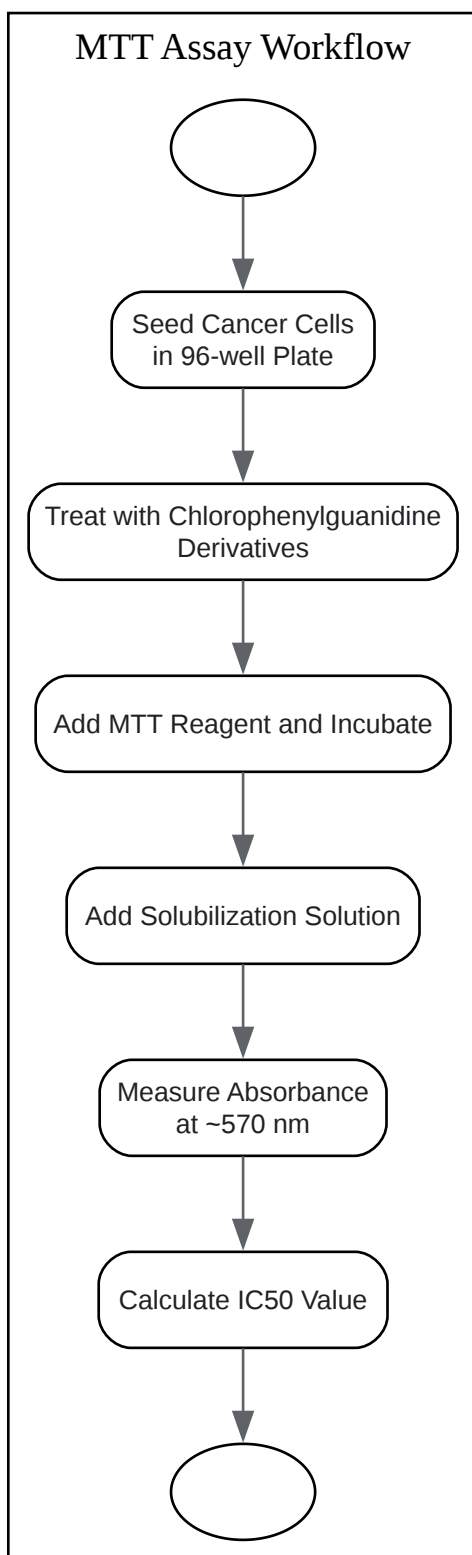 MTT Assay Workflow
Seed Cancer Cells
in 96-well Plate
Treat with Chlorophenylguanidine
Derivatives
Add MTT Reagent and Incubate
Add Solubilization Solution
Measure Absorbance
at ~570 nm
Calculate IC50 Value